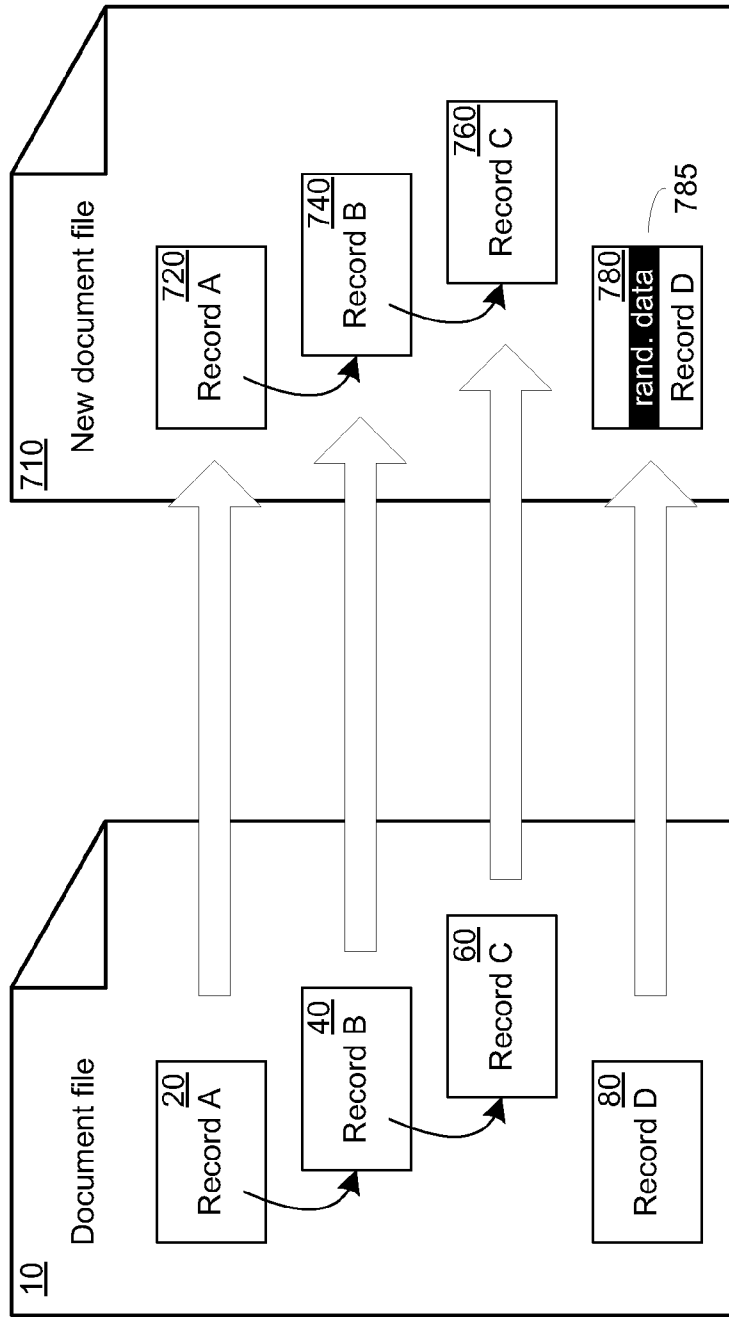 10
Document file
20
Record A
40
Record B
60
Record C
80
Record D
710
New document file
720
Record A
740
Record B
760
Record C
780
rand. data
Record D
785